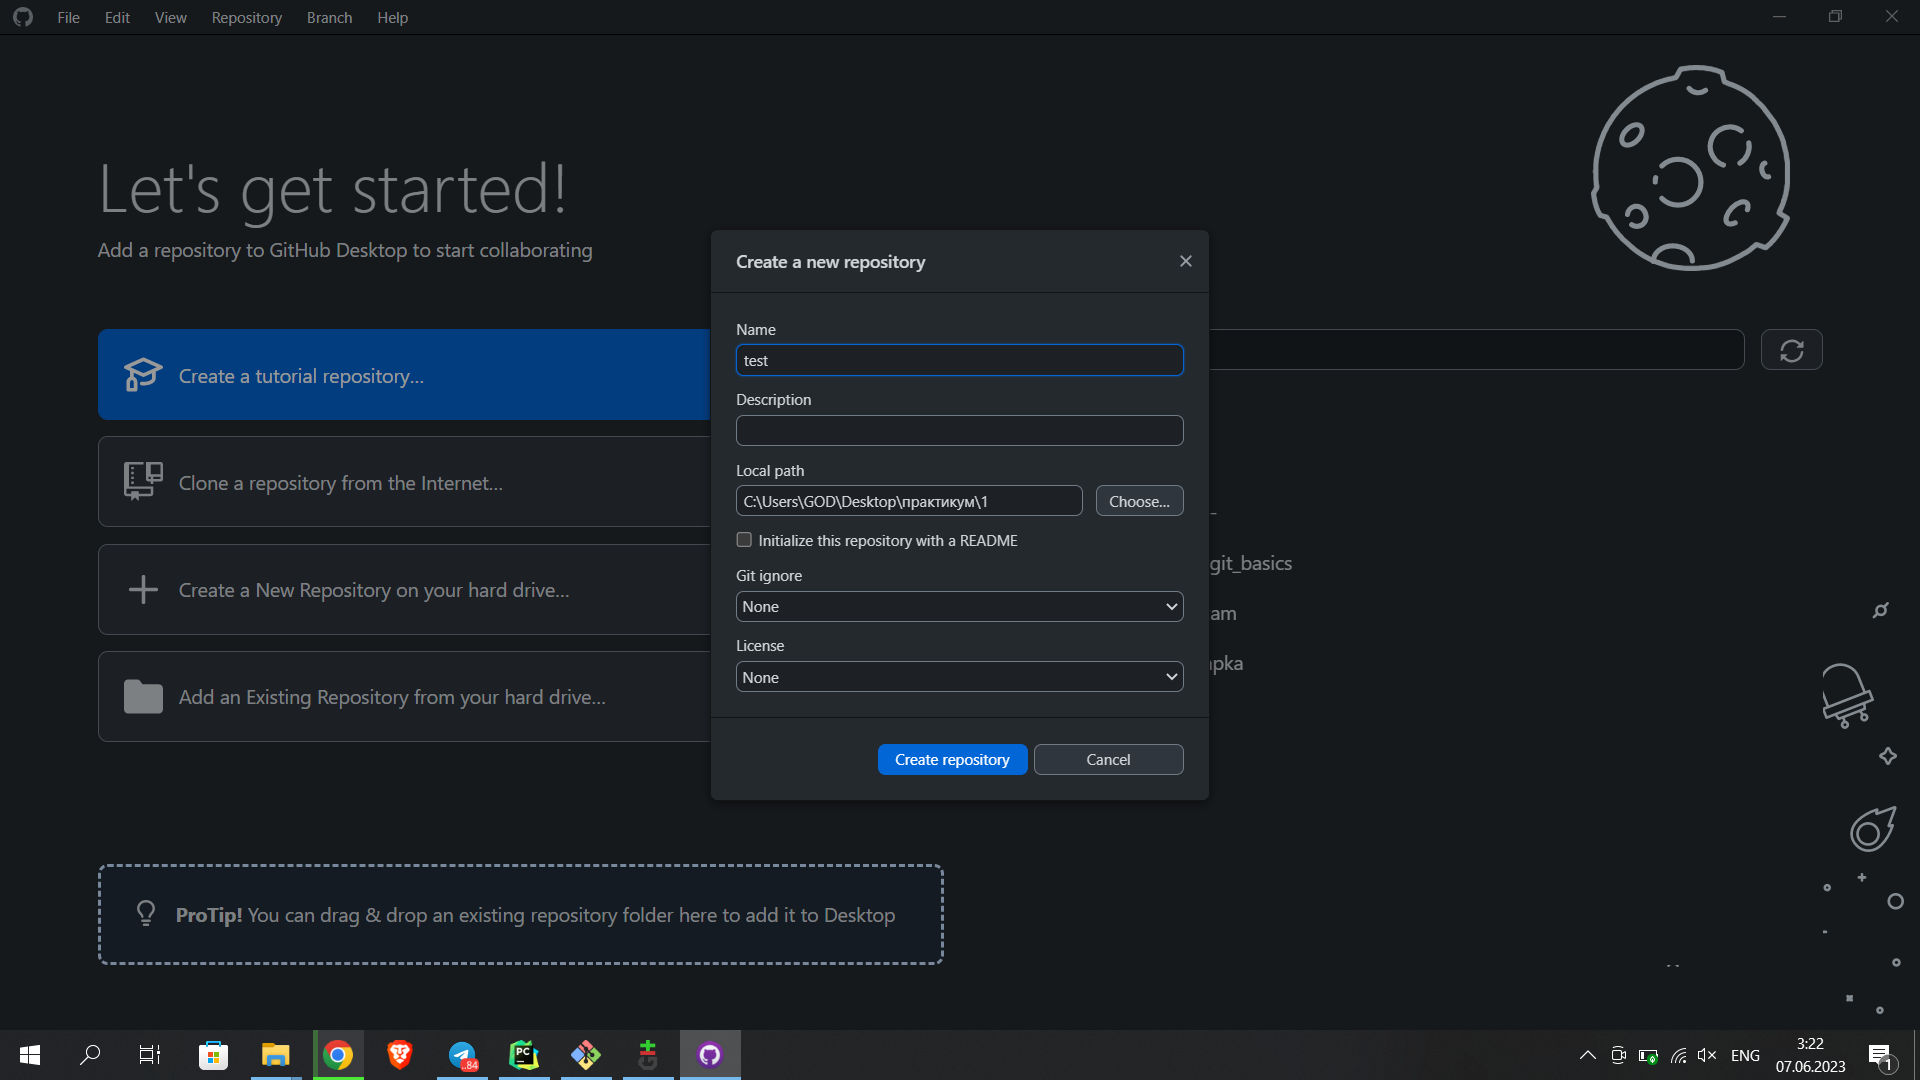 File Edit View Repository Branch Help
Let's get started!
Add a repository to GitHub Desktop to start collaborating
Create a tutorial repository...
Clone a repository from the Internet...
Create a New Repository on your hard drive...
Add an Existing Repository from your hard drive...
ProTip! You can drag & drop an existing repository folder here to add it to Desktop
Create a new repository
Name
test
Description
Local path
C:\Users\GOD\Desktop\практикум\1
Choose...
Initialize this repository with a README
Git ignore
None
License
None
Create repository
Cancel
git_basics
am
pka
..84
PC
ENG
3:22
07.06.2023
1